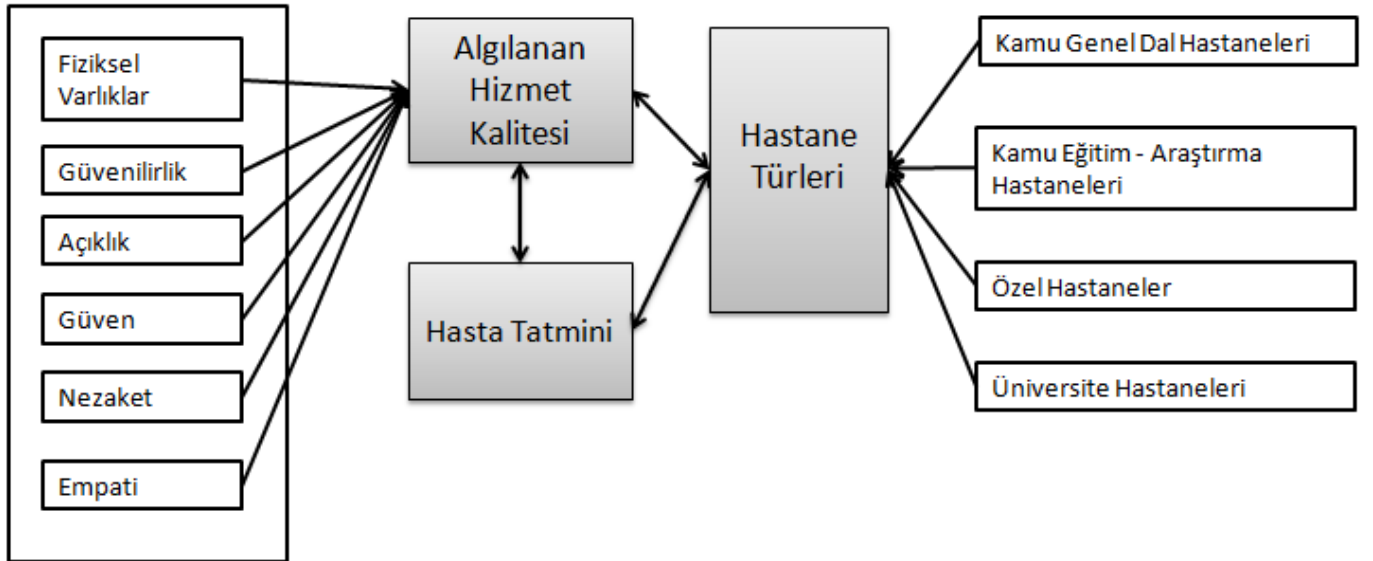 Fiziksel
Varlıklar
Güvenilirlik
Açıklık
Güven
Nezaket
Empati
Algılanan
Hizmet
Kalitesi
Hasta Tatmini
Hastane
Türleri
Kamu Genel Dal Hastaneleri
Kamu Eğitim - Araştırma
Hastaneleri
Özel Hastaneler
Üniversite Hastaneleri